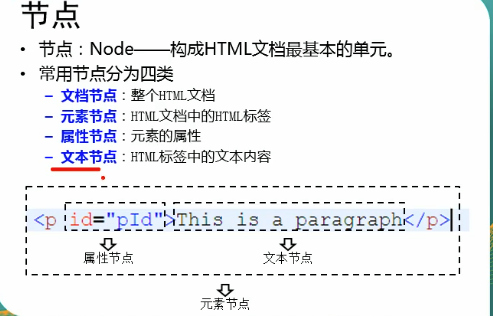 节点
• 节点：Node——构成HTML文档最基本的单元。
• 常用节点分为四类
– 文档节点：整个HTML文档
– 元素节点：HTML文档中的HTML标签
– 属性节点：元素的属性
– 文本节点：HTML标签中的文本内容
<p id="pId">This is a paragraph</p>
属性节点 文本节点
元素节点